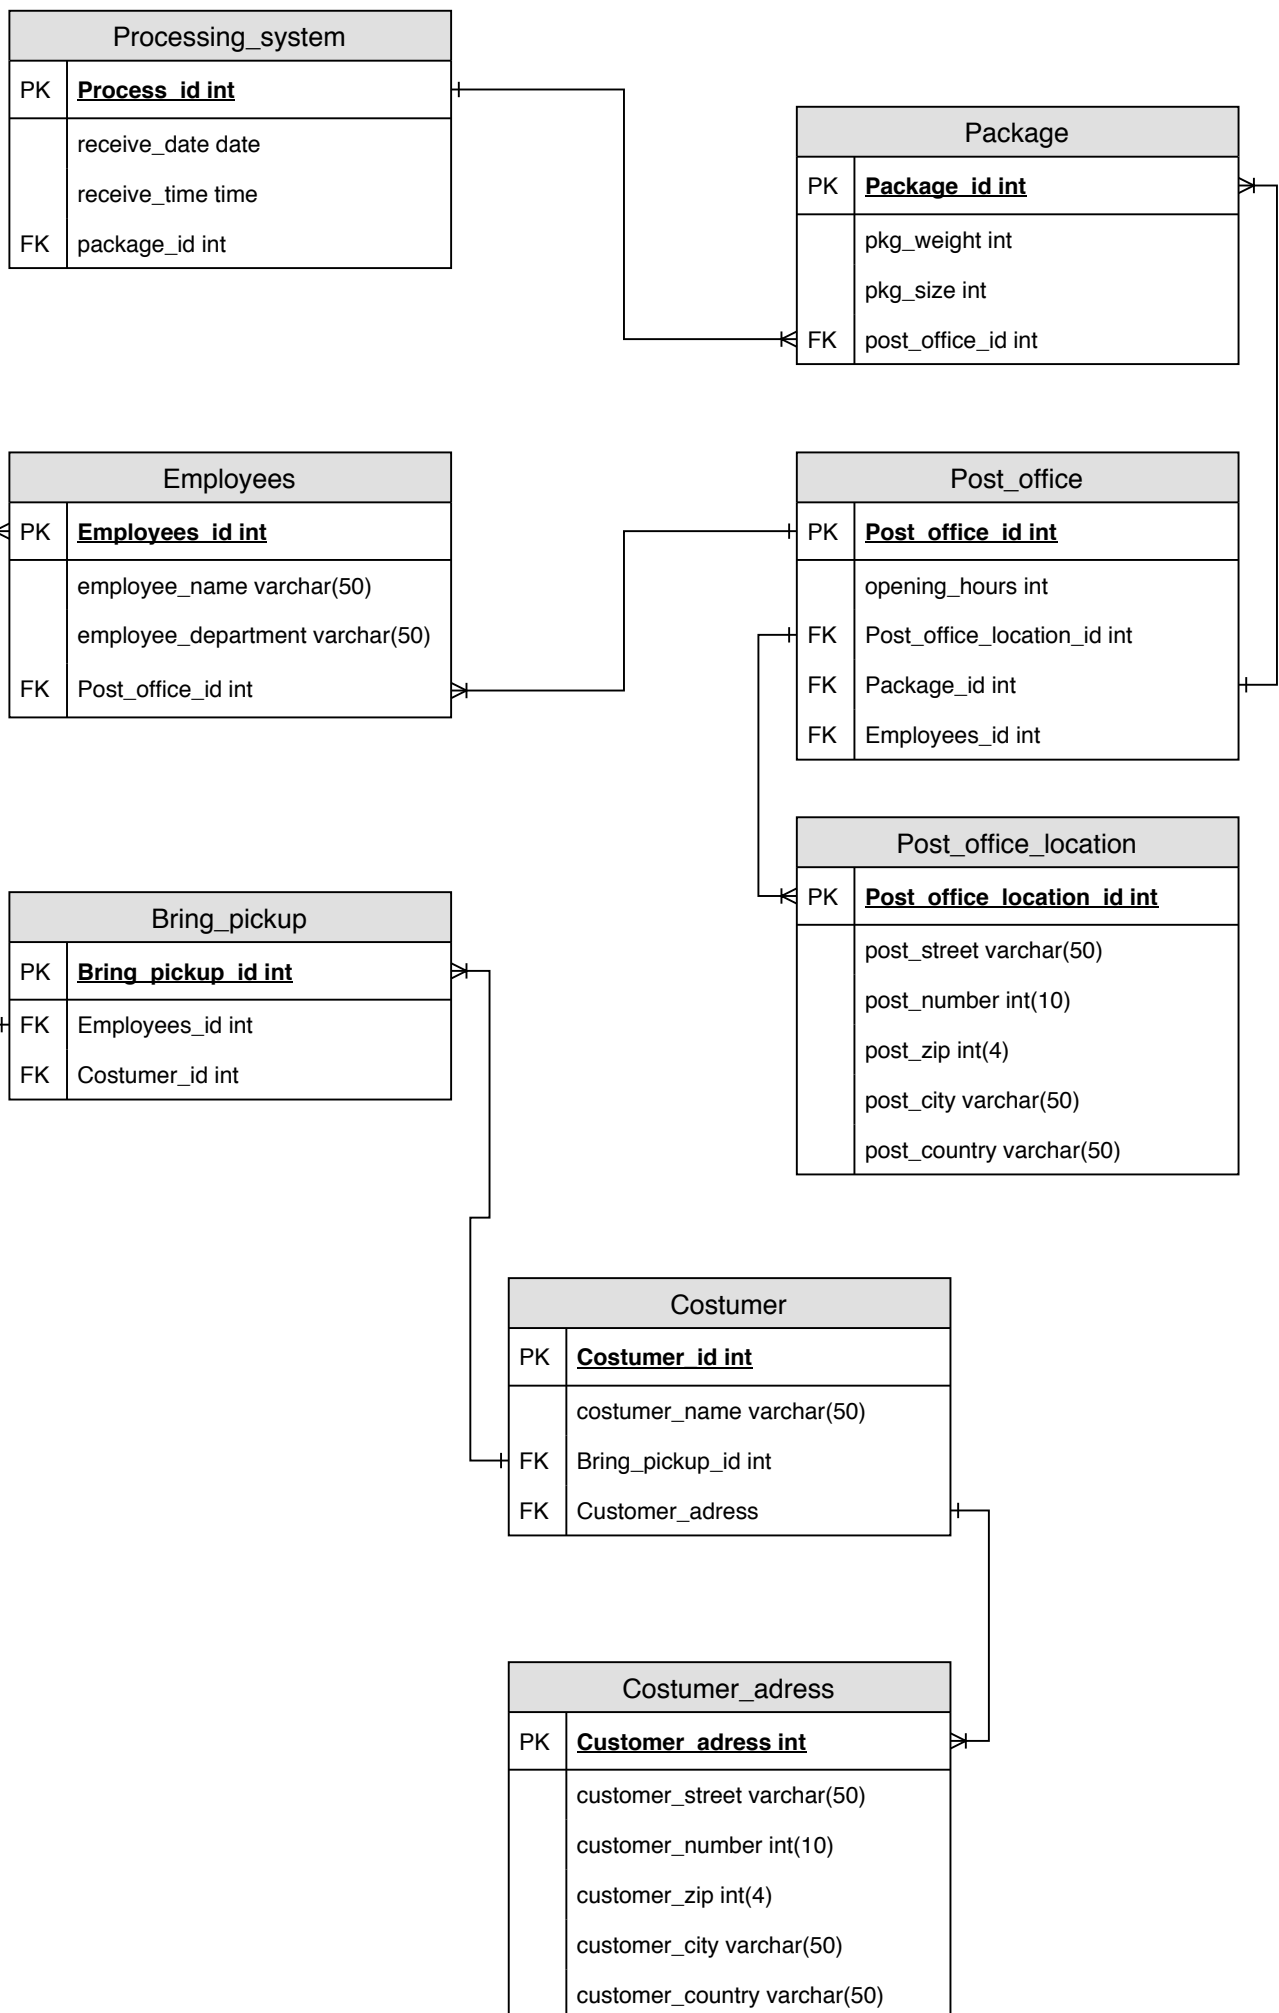 Processing_system
PK Process_id int
receive_date date
receive_time time
FK package_id int
Package
PK Package_id int
pkg_weight int
pkg_size int
FK post_office_id int
Employees
PK Employees_id int
employee_name varchar(50)
employee_department varchar(50)
FK Post_office_id int
Post_office
PK Post_office_id int
opening_hours int
FK Post_office_location_id int
FK Package_id int
FK Employees_id int
Post_office_location
PK Post_office_location_id int
post_street varchar(50)
post_number int(10)
post_zip int(4)
post_city varchar(50)
post_country varchar(50)
Bring_pickup
PK Bring_pickup_id int
FK Employees_id int
FK Costumer_id int
Costumer
PK Costumer_id int
costumer_name varchar(50)
FK Bring_pickup_id int
FK Customer_adress
Costumer_adress
PK Customer_adress int
customer_street varchar(50)
customer_number int(10)
customer_zip int(4)
customer_city varchar(50)
customer_country varchar(50)